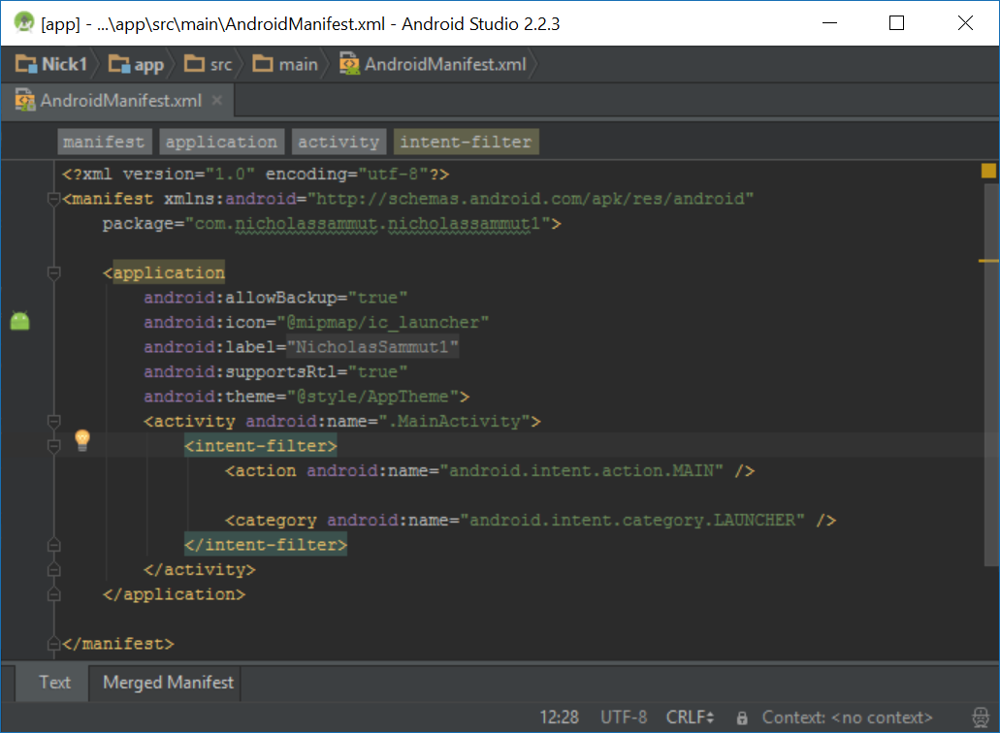 [app] - ...\app\src\main\AndroidManifest.xml - Android Studio 2.2.3
Nick1 app src main AndroidManifest.xml
AndroidManifest.xml
manifest application activity intent-filter
<?xml version="1.0" encoding="utf-8"?>
<manifest xmlns:android="http://schemas.android.com/apk/res/android"
    package="com.nicholassammut.nicholassammut1">

    <application
        android:allowBackup="true"
        android:icon="@mipmap/ic_launcher"
        android:label="NicholasSammut1"
        android:supportsRtl="true"
        android:theme="@style/AppTheme">
        <activity android:name=".MainActivity">
            <intent-filter>
                <action android:name="android.intent.action.MAIN" />

                <category android:name="android.intent.category.LAUNCHER" />
            </intent-filter>
        </activity>
    </application>

</manifest>
Text Merged Manifest
12:28 UTF-8 CRLF Context: <no context>